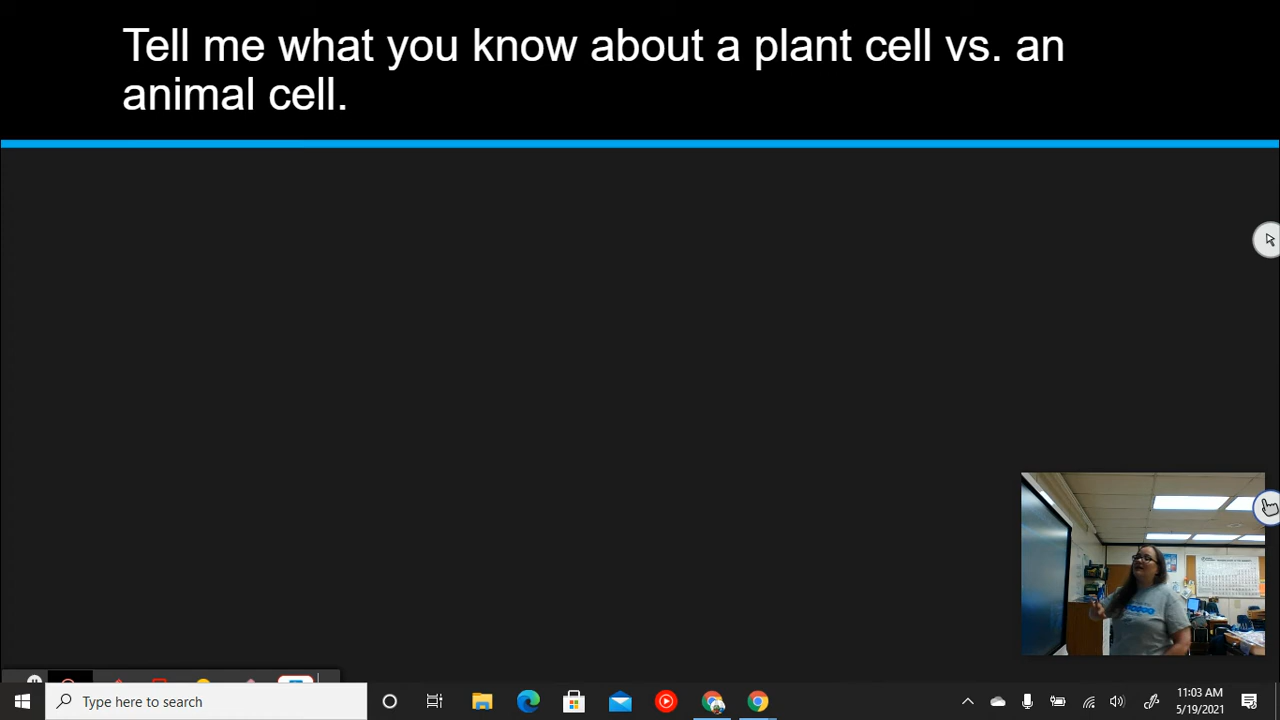 Tell me what you know about a plant cell vs. an
animal cell.
Type here to search
11:03 AM
5/19/2021